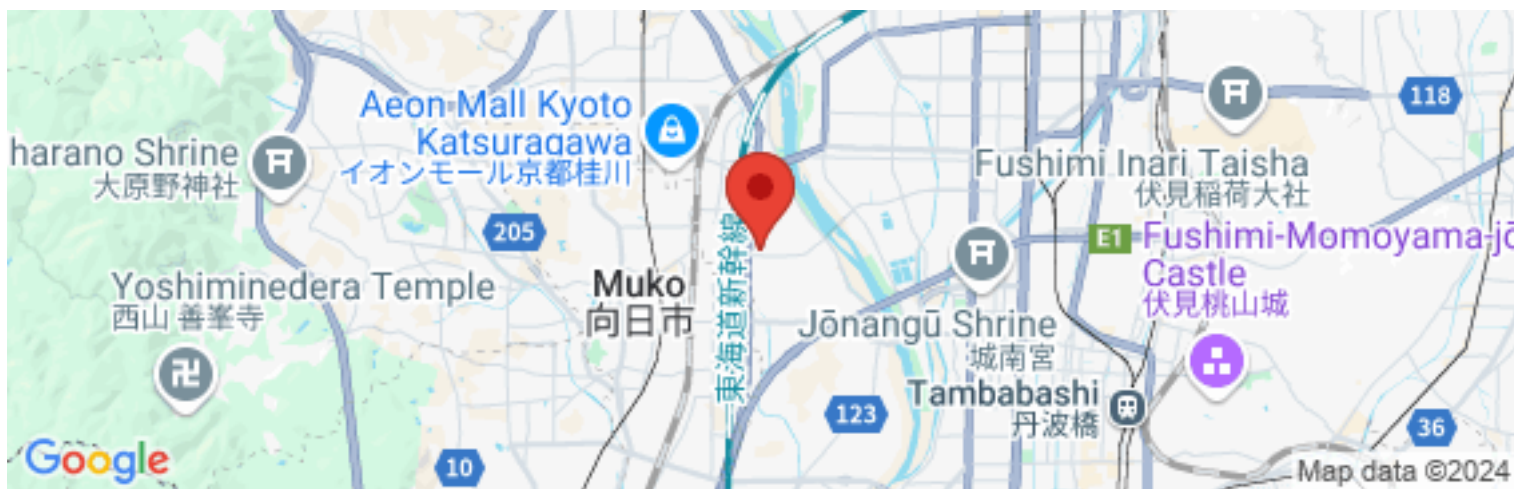 Aeon Mall Kyoto
Katsuragawa
イオンモール京都桂川
118
harano Shrine
大原野神社
Fushimi Inari Taisha
伏見稲荷大社
205
東海道新幹線
E1
Fushimi-Momoyama-jō
Castle
伏見桃山城
Muko
向日市
Yoshiminedera Temple
西山 善峯寺
Jōnangū Shrine
城南宮
Tambabashi
丹波橋
123
36
10
Google
Map data ©2024